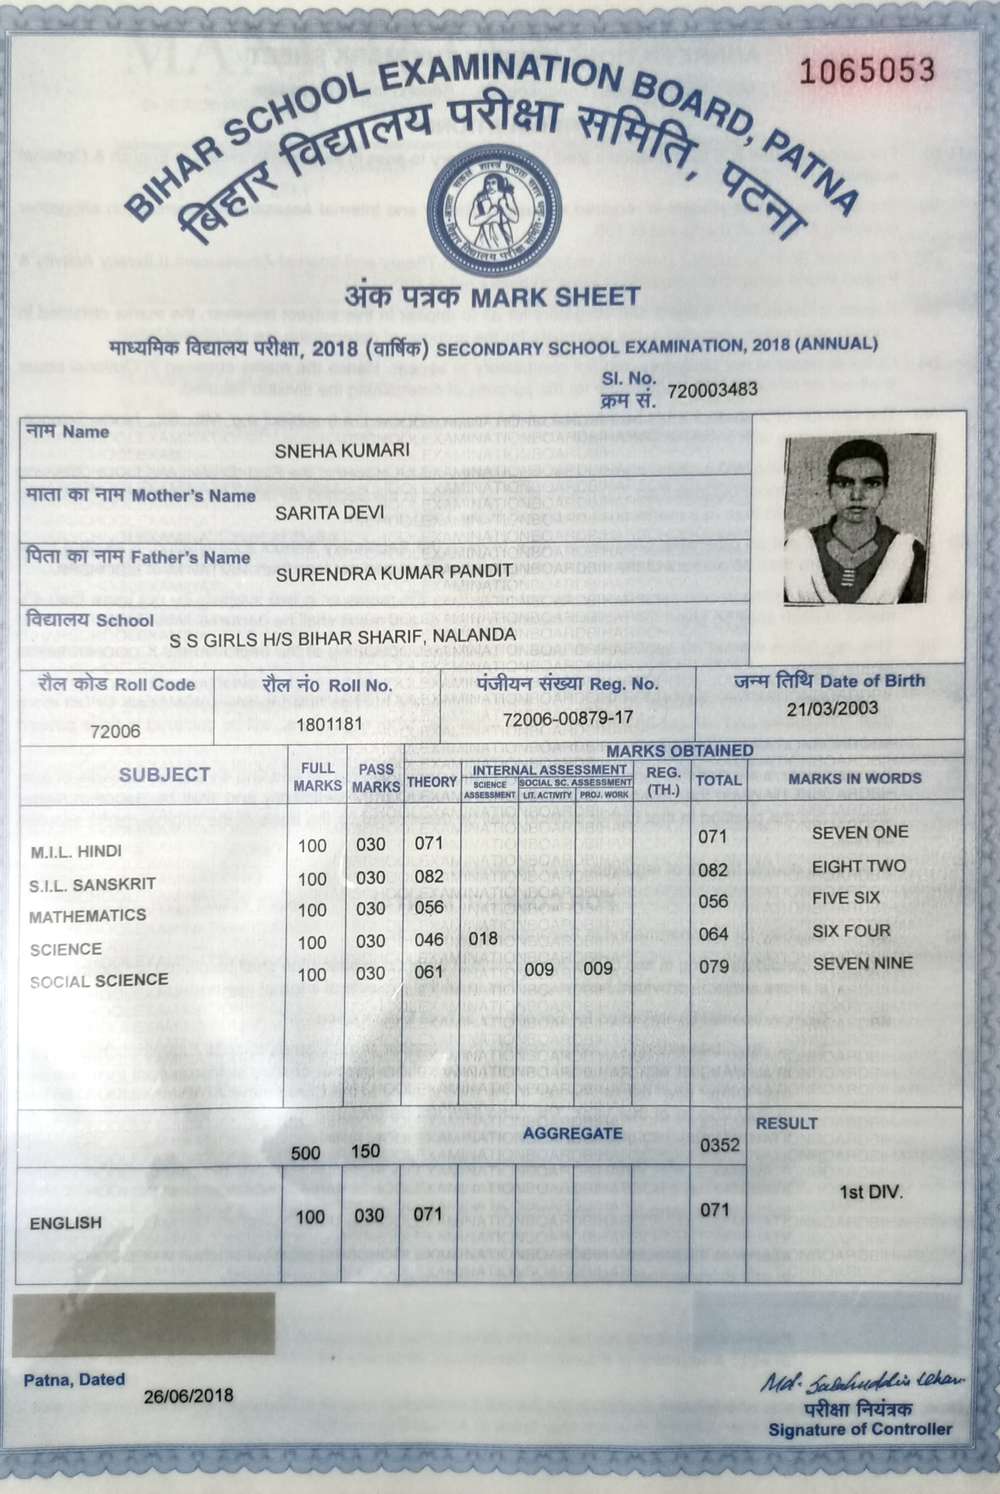 1065053
BIHAR SCHOOL EXAMINATION BOARD, PATNA
बिहार विद्यालय परीक्षा समिति, पटना
अंक पत्रक MARK SHEET
माध्यमिक विद्यालय परीक्षा, 2018 (वार्षिक) SECONDARY SCHOOL EXAMINATION, 2018 (ANNUAL)
Sl. No.
क्रम सं. 720003483
नाम Name
SNEHA KUMARI
माता का नाम Mother's Name
SARITA DEVI
पिता का नाम Father's Name
SURENDRA KUMAR PANDIT
विद्यालय School
S S GIRLS H/S BIHAR SHARIF, NALANDA
रौल कोड Roll Code रौल नं० Roll No. पंजीयन संख्या Reg. No. जन्म तिथि Date of Birth
72006 1801181 72006-00879-17 21/03/2003
MARKS OBTAINED
SUBJECT FULL MARKS PASS MARKS THEORY INTERNAL ASSESSMENT REG. (TH.) TOTAL MARKS IN WORDS
SCIENCE ASSESSMENT SOCIAL SC. ASSESSMENT
LIT. ACTIVITY PROJ. WORK
M.I.L. HINDI 100 030 071 071 SEVEN ONE
S.I.L. SANSKRIT 100 030 082 082 EIGHT TWO
MATHEMATICS 100 030 056 056 FIVE SIX
SCIENCE 100 030 046 018 064 SIX FOUR
SOCIAL SCIENCE 100 030 061 009 009 079 SEVEN NINE
500 150 AGGREGATE 0352 RESULT
1st DIV.
ENGLISH 100 030 071 071
Patna, Dated
26/06/2018
परीक्षा नियंत्रक
Signature of Controller